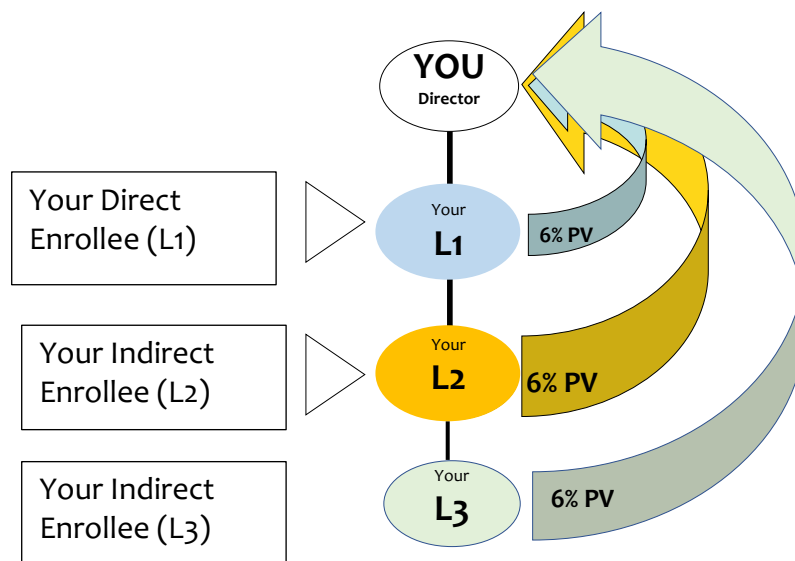 YOU
Director
Your Direct
Enrollee (L1)
Your
L1
6% PV
Your Indirect
Enrollee (L2)
Your
L2
6% PV
Your Indirect
Enrollee (L3)
Your
L3
6% PV